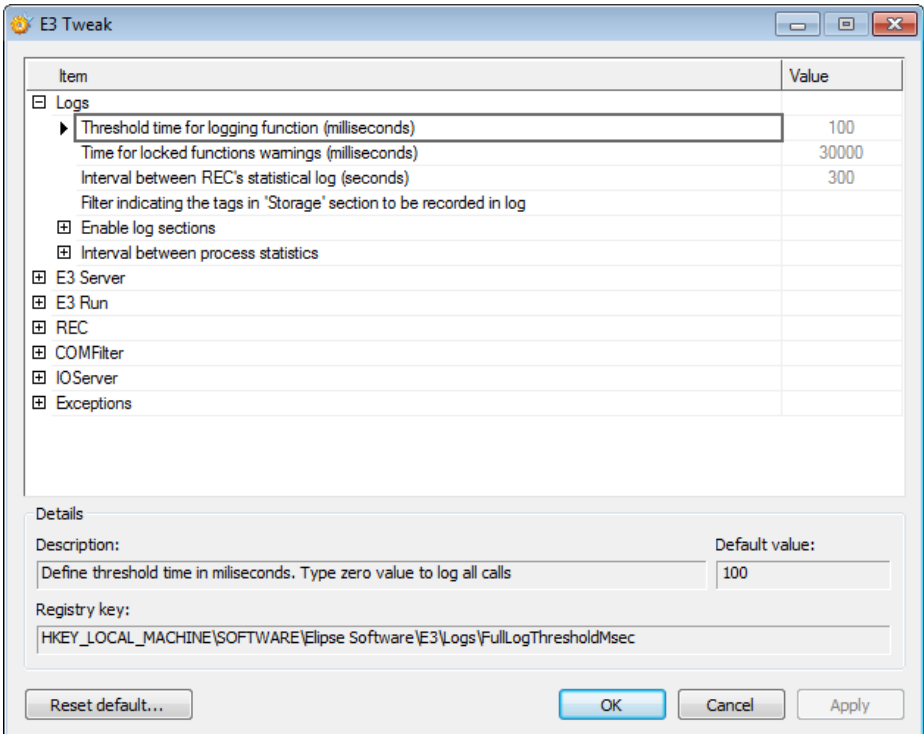 E3 Tweak
Item Value
Logs
Threshold time for logging function (milliseconds) 100
Time for locked functions warnings (milliseconds) 30000
Interval between REC's statistical log (seconds) 300
Filter indicating the tags in 'Storage' section to be recorded in log
Enable log sections
Interval between process statistics
E3 Server
E3 Run
REC
COMFilter
IOServer
Exceptions
Details
Description: Default value:
Define threshold time in miliseconds. Type zero value to log all calls 100
Registry key:
HKEY_LOCAL_MACHINE\SOFTWARE\Elipse Software\E3\Logs\FullLogThresholdMsec
Reset default... OK Cancel Apply